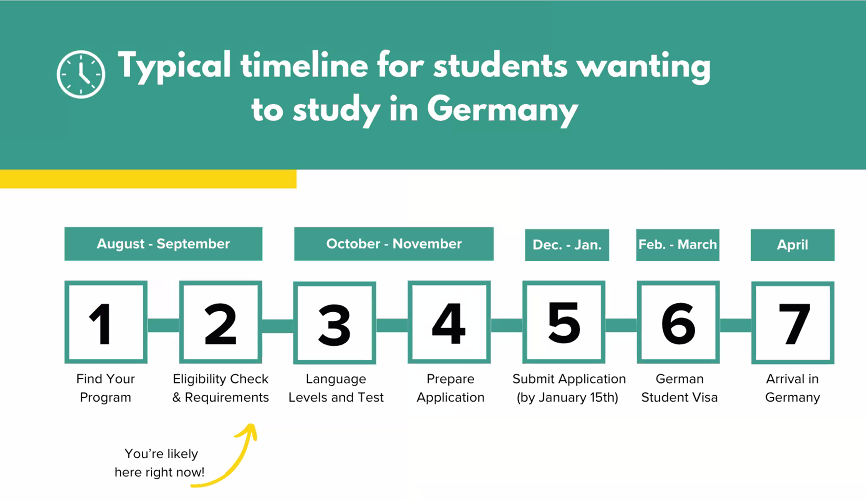 Typical timeline for students wanting
to study in Germany
August - September
October - November
Dec. - Jan.
Feb. - March
April
1
2
3
4
5
6
7
Find Your
Program
Eligibility Check
& Requirements
Language
Levels and Test
Prepare
Application
Submit Application
(by January 15th)
German
Student Visa
Arrival in
Germany
You're likely
here right now!